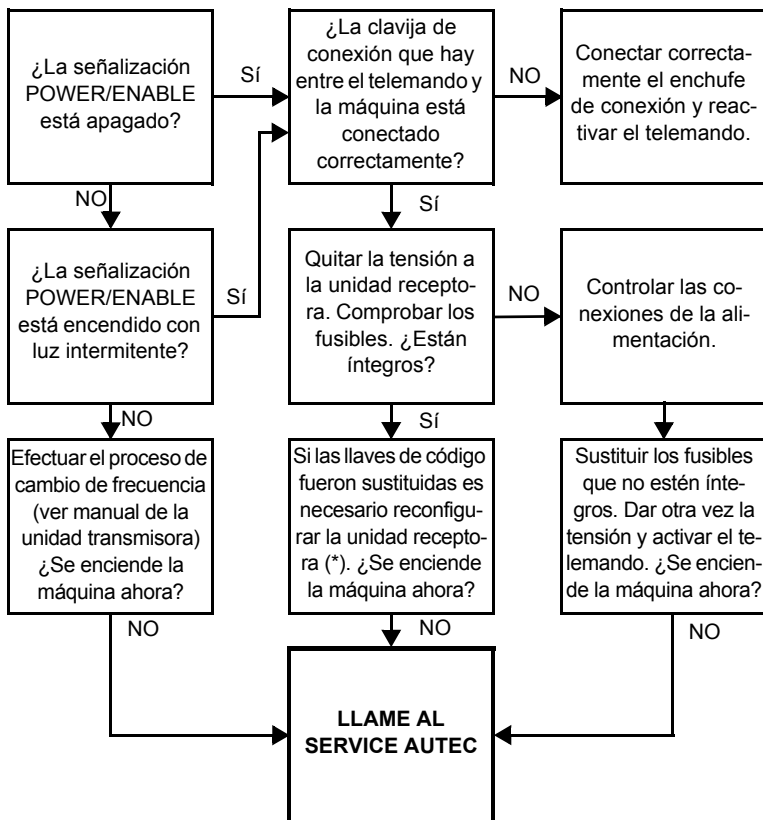 ¿La señalización
POWER/ENABLE
está apagado?
Sí
¿La clavija de
conexión que hay
entre el telemando y
la máquina está
conectado
correctamente?
NO
Conectar correcta-
mente el enchufe
de conexión y reac-
tivar el telemando.
NO
Sí
¿La señalización
POWER/ENABLE
está encendido con
luz intermitente?
Sí
Quitar la tensión a
la unidad recepto-
ra. Comprobar los
fusibles. ¿Están
íntegros?
NO
Controlar las co-
nexiones de la ali-
mentación.
NO
Sí
Efectuar el proceso de
cambio de frecuencia
(ver manual de la
unidad transmisora)
¿Se enciende la
máquina ahora?
Si las llaves de código
fueron sustituidas es
necesario reconfigu-
rar la unidad recepto-
ra (*). ¿Se enciende
la máquina ahora?
Sustituir los fusibles
que no estén ínte-
gros. Dar otra vez la
tensión y activar el te-
lemando. ¿Se encien-
de la máquina ahora?
NO
NO
NO
LLAME AL
SERVICE AUTEC